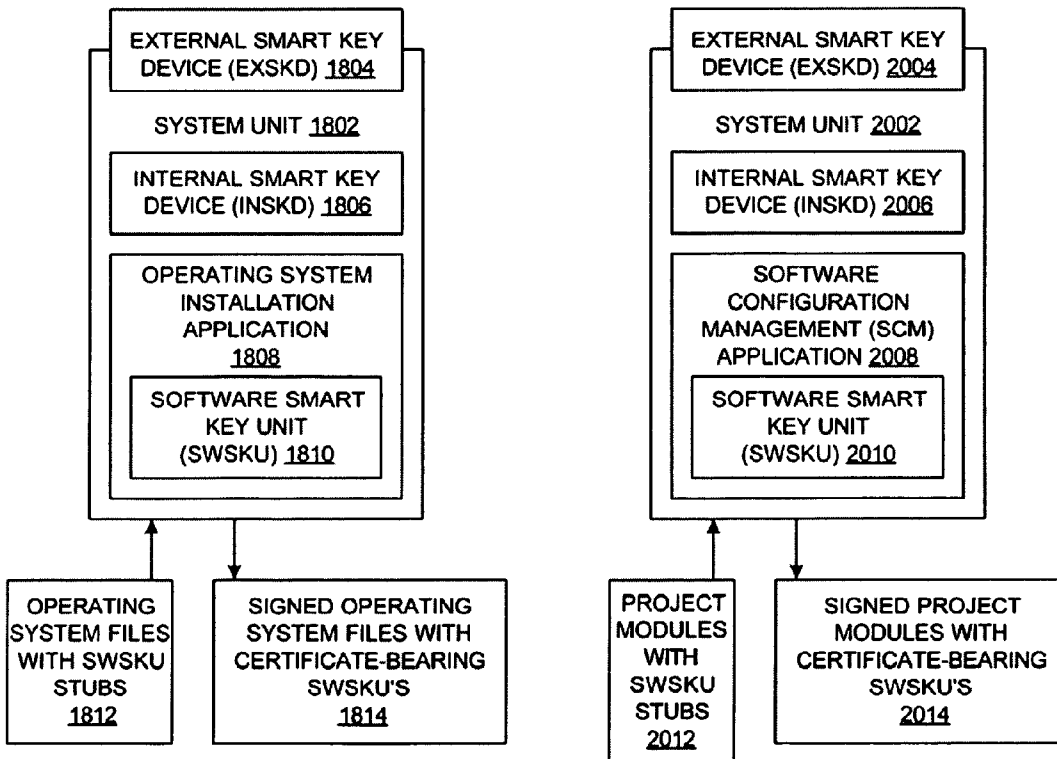 EXTERNAL SMART KEY
DEVICE (EXSKD) 1804
SYSTEM UNIT 1802
INTERNAL SMART KEY
DEVICE (INSKD) 1806
OPERATING SYSTEM
INSTALLATION
APPLICATION
1808
SOFTWARE SMART
KEY UNIT
(SWSKU) 1810
OPERATING
SYSTEM FILES
WITH SWSKU
STUBS
1812
SIGNED OPERATING
SYSTEM FILES WITH
CERTIFICATE-BEARING
SWSKU'S
1814
EXTERNAL SMART KEY
DEVICE (EXSKD) 2004
SYSTEM UNIT 2002
INTERNAL SMART KEY
DEVICE (INSKD) 2006
SOFTWARE
CONFIGURATION
MANAGEMENT (SCM)
APPLICATION 2008
SOFTWARE SMART
KEY UNIT
(SWSKU) 2010
PROJECT
MODULES
WITH
SWSKU
STUBS
2012
SIGNED PROJECT
MODULES WITH
CERTIFICATE-BEARING
SWSKU'S
2014